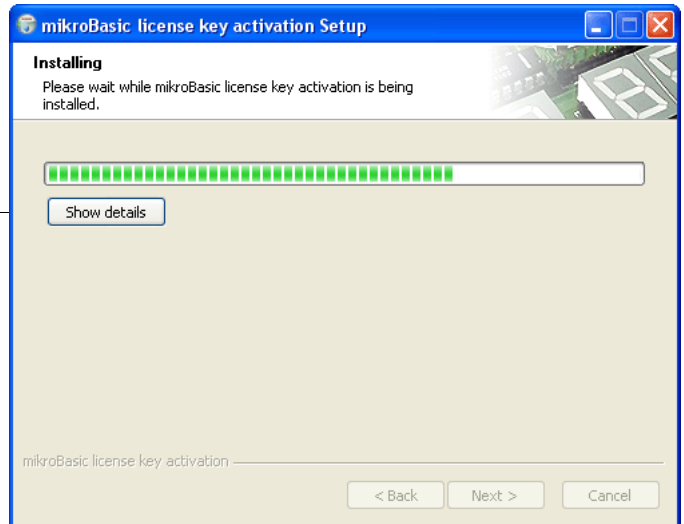 mikroBasic license key activation Setup
Installing
Please wait while mikroBasic license key activation is being
installed.
Show details
mikroBasic license key activation
< Back
Next >
Cancel